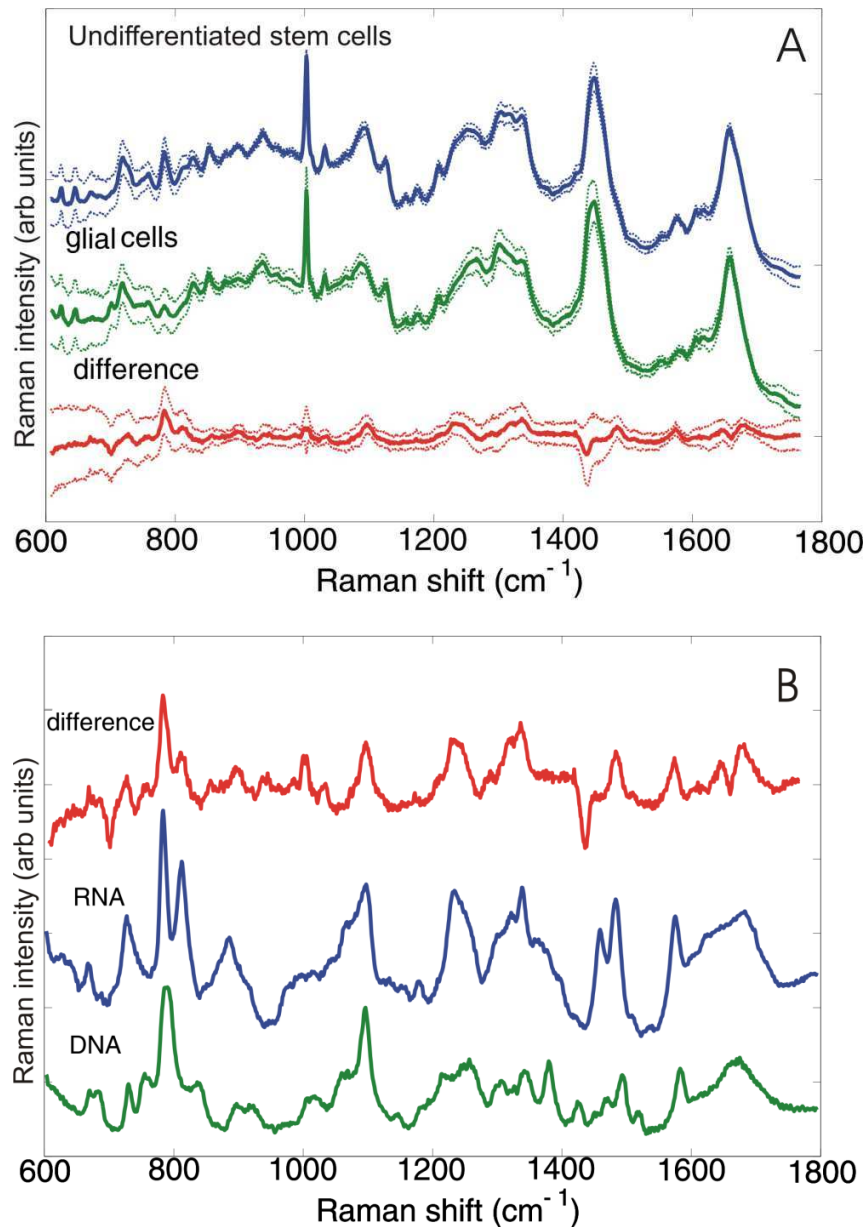 A
Undifferentiated stem cells
glial cells
difference
Raman intensity (arb units)
600 800 1000 1200 1400 1600 1800
Raman shift (cm⁻¹)
B
difference
RNA
DNA
Raman intensity (arb units)
600 800 1000 1200 1400 1600 1800
Raman shift (cm⁻¹)